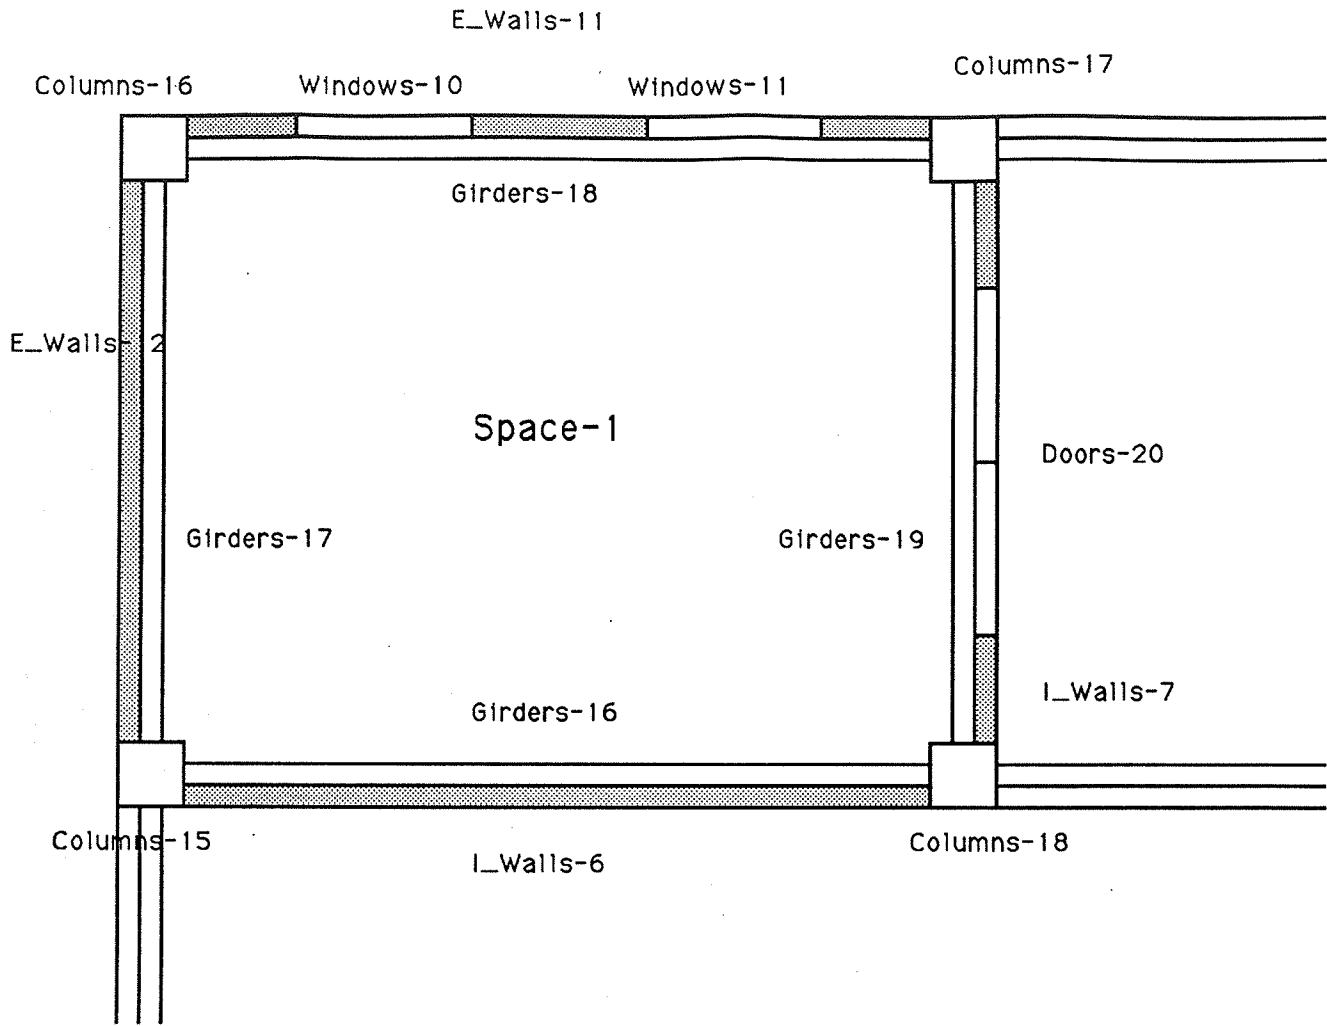 E_Walls-11
Columns-17
Columns-16
Windows-10
Windows-11
Girders-18
E_Walls-12
Space-1
Doors-20
Girders-17
Girders-19
I_Walls-7
Girders-16
Columns-15
Columns-18
I_Walls-6